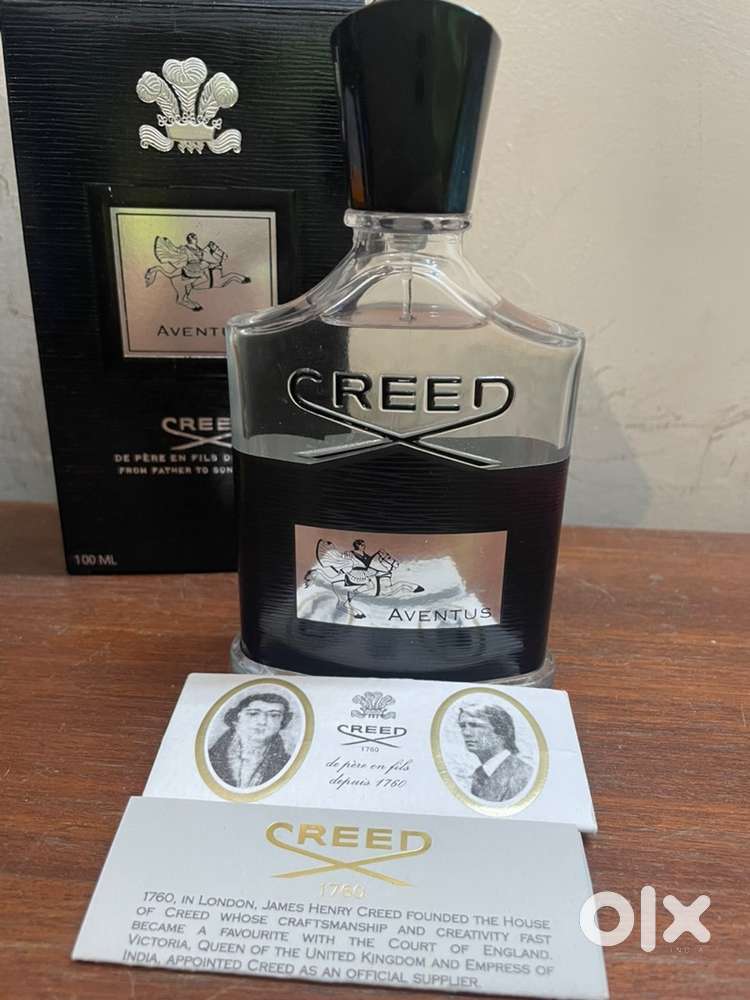 AVENTUS
CREED
DE PÈRE EN FILS D
FROM FATHER TO SON
100 ML
CREED
AVENTUS
CREED
1760
de père en fils
depuis 1760
CREED
1760
1760, IN LONDON, JAMES HENRY CREED FOUNDED THE HOUSE
OF CREED WHOSE CRAFTSMANSHIP AND CREATIVITY FAST
BECAME A FAVOURITE WITH THE COURT OF ENGLAND.
VICTORIA, QUEEN OF THE UNITED KINGDOM AND EMPRESS OF
INDIA, APPOINTED CREED AS AN OFFICIAL SUPPLIER.
olx
INDIA